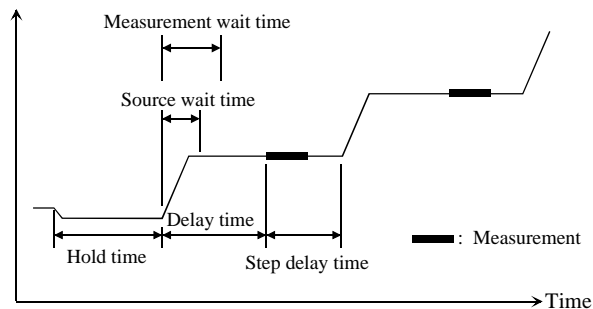 Measurement wait time
Source wait time
Delay time
Hold time
Step delay time
: Measurement
Time